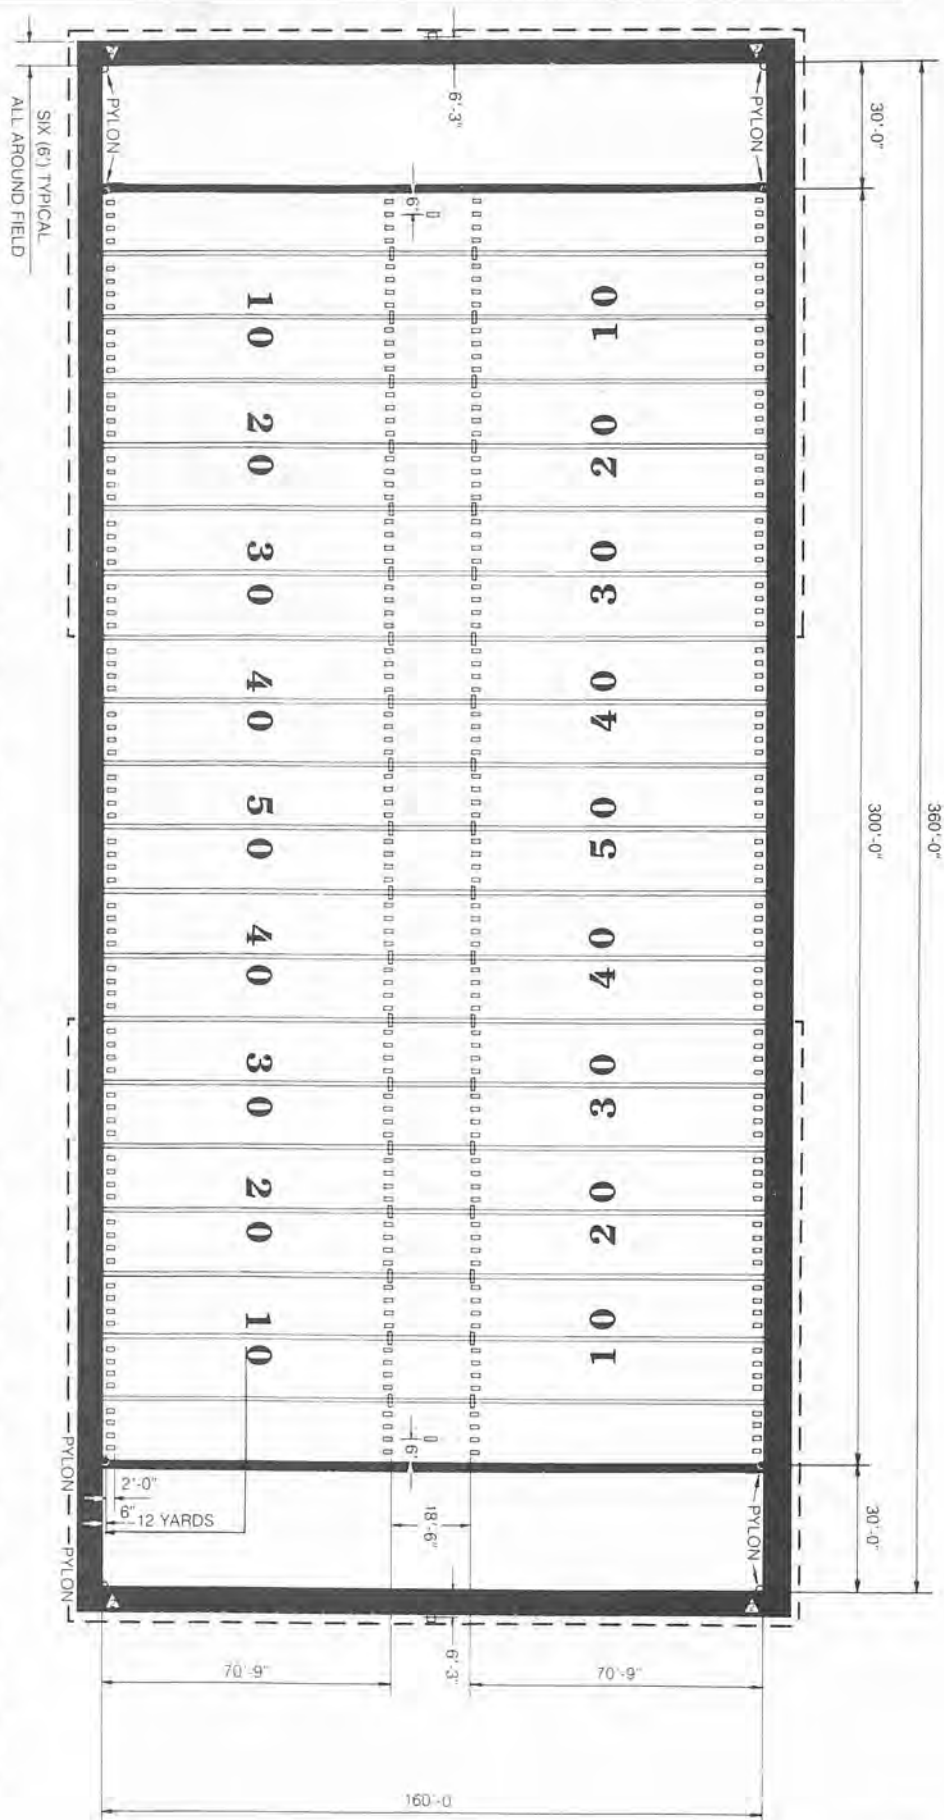 360'-0"
30'-0"
300'-0"
30'-0"
PYLON
PYLON
PYLON
10 20 30 40 50 40 30 20 10
6'-3"
6'
6'
18'-6"
6'-3"
70'-9"
70'-9"
160'-0
10 20 30 40 50 40 30 20 10
PYLON
2'-0"
6"
12 YARDS
PYLON
PYLON
SIX (6') TYPICAL
ALL AROUND FIELD